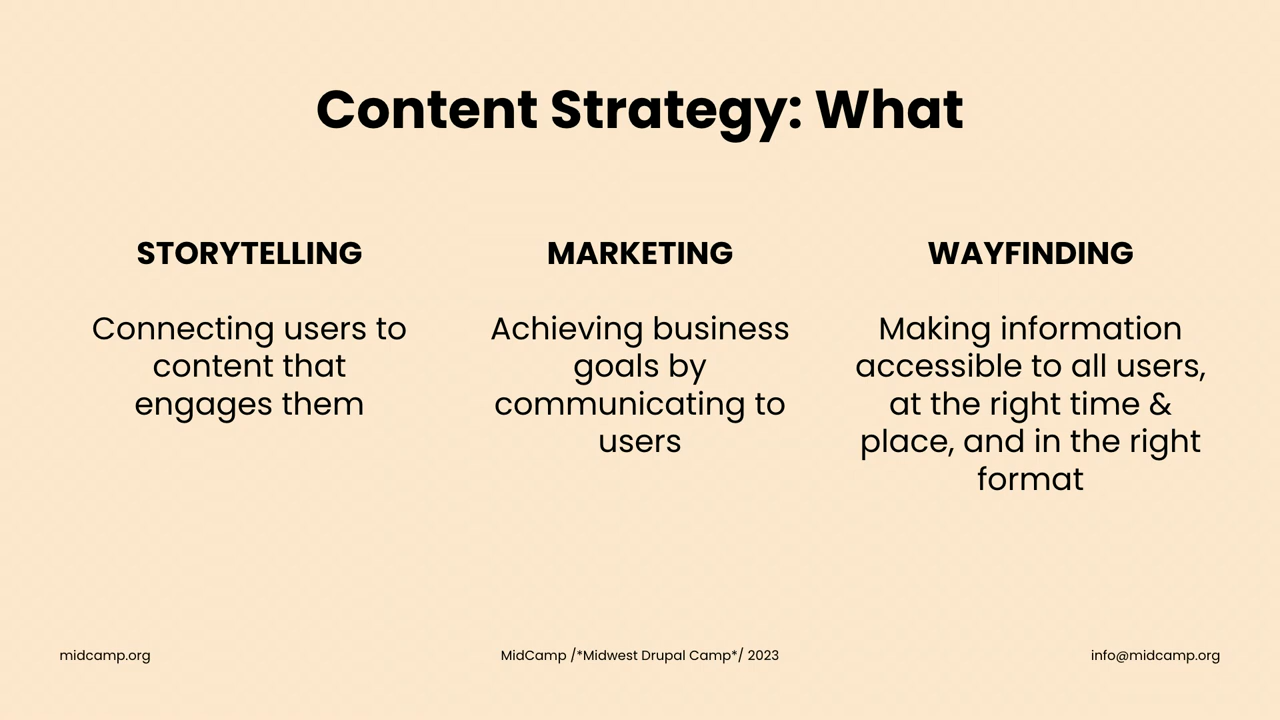 Content Strategy: What
STORYTELLING
Connecting users to
content that
engages them
MARKETING
Achieving business
goals by
communicating to
users
WAYFINDING
Making information
accessible to all users,
at the right time &
place, and in the right
format
midcamp.org
MidCamp /*Midwest Drupal Camp*/ 2023
info@midcamp.org